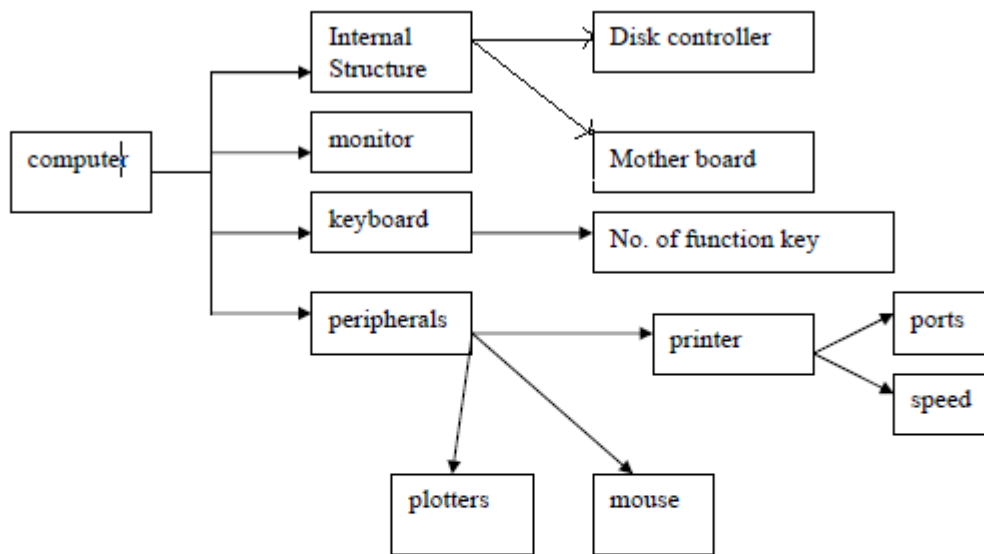 Internal
Structure
Disk controller
monitor
computer
Mother board
keyboard
No. of function key
peripherals
printer
ports
speed
plotters
mouse